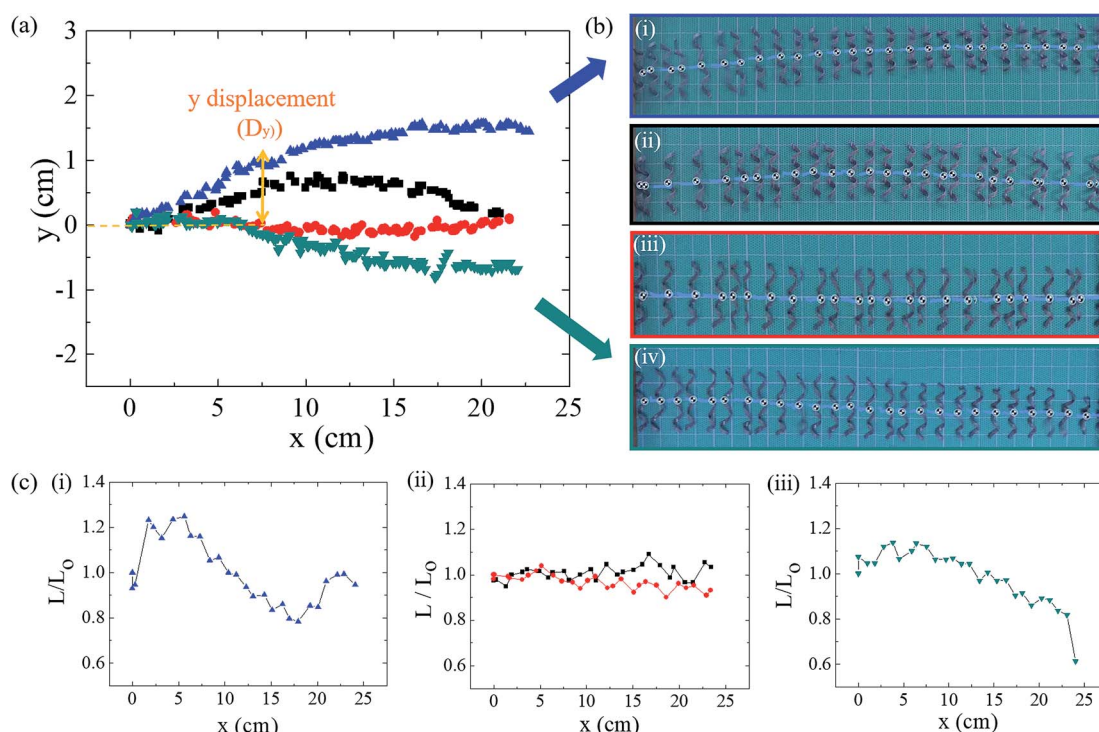 (a)
3
2
1
0
-1
-2
y (cm)
y displacement
(Dy))
0 5 10 15 20 25
x (cm)
(b)
(i)
(ii)
(iii)
(iv)
(c) (i)
1.4
1.2
1.0
0.8
0.6
L/Lo
0 5 10 15 20 25
x (cm)
(ii)
1.4
1.2
1.0
0.8
0.6
L / Lo
0 5 10 15 20 25
x (cm)
(iii)
1.4
1.2
1.0
0.8
0.6
L/Lo
0 5 10 15 20 25
x (cm)